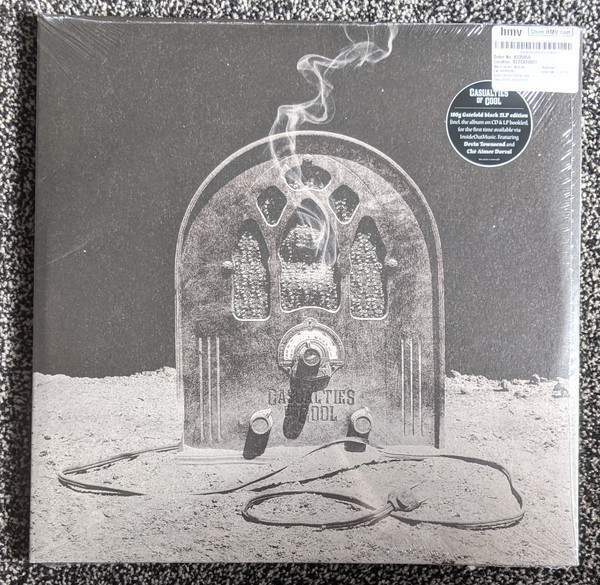 hmv
CASUALTIES
OF COOL
180g Gatefold black 2LP edition
(incl. the album on CD & LP booklet),
for the first time available via
InsideOutMusic. Featuring
Devin Townsend and
Ché Aimee Dorval
CASUALTIES
OF COOL